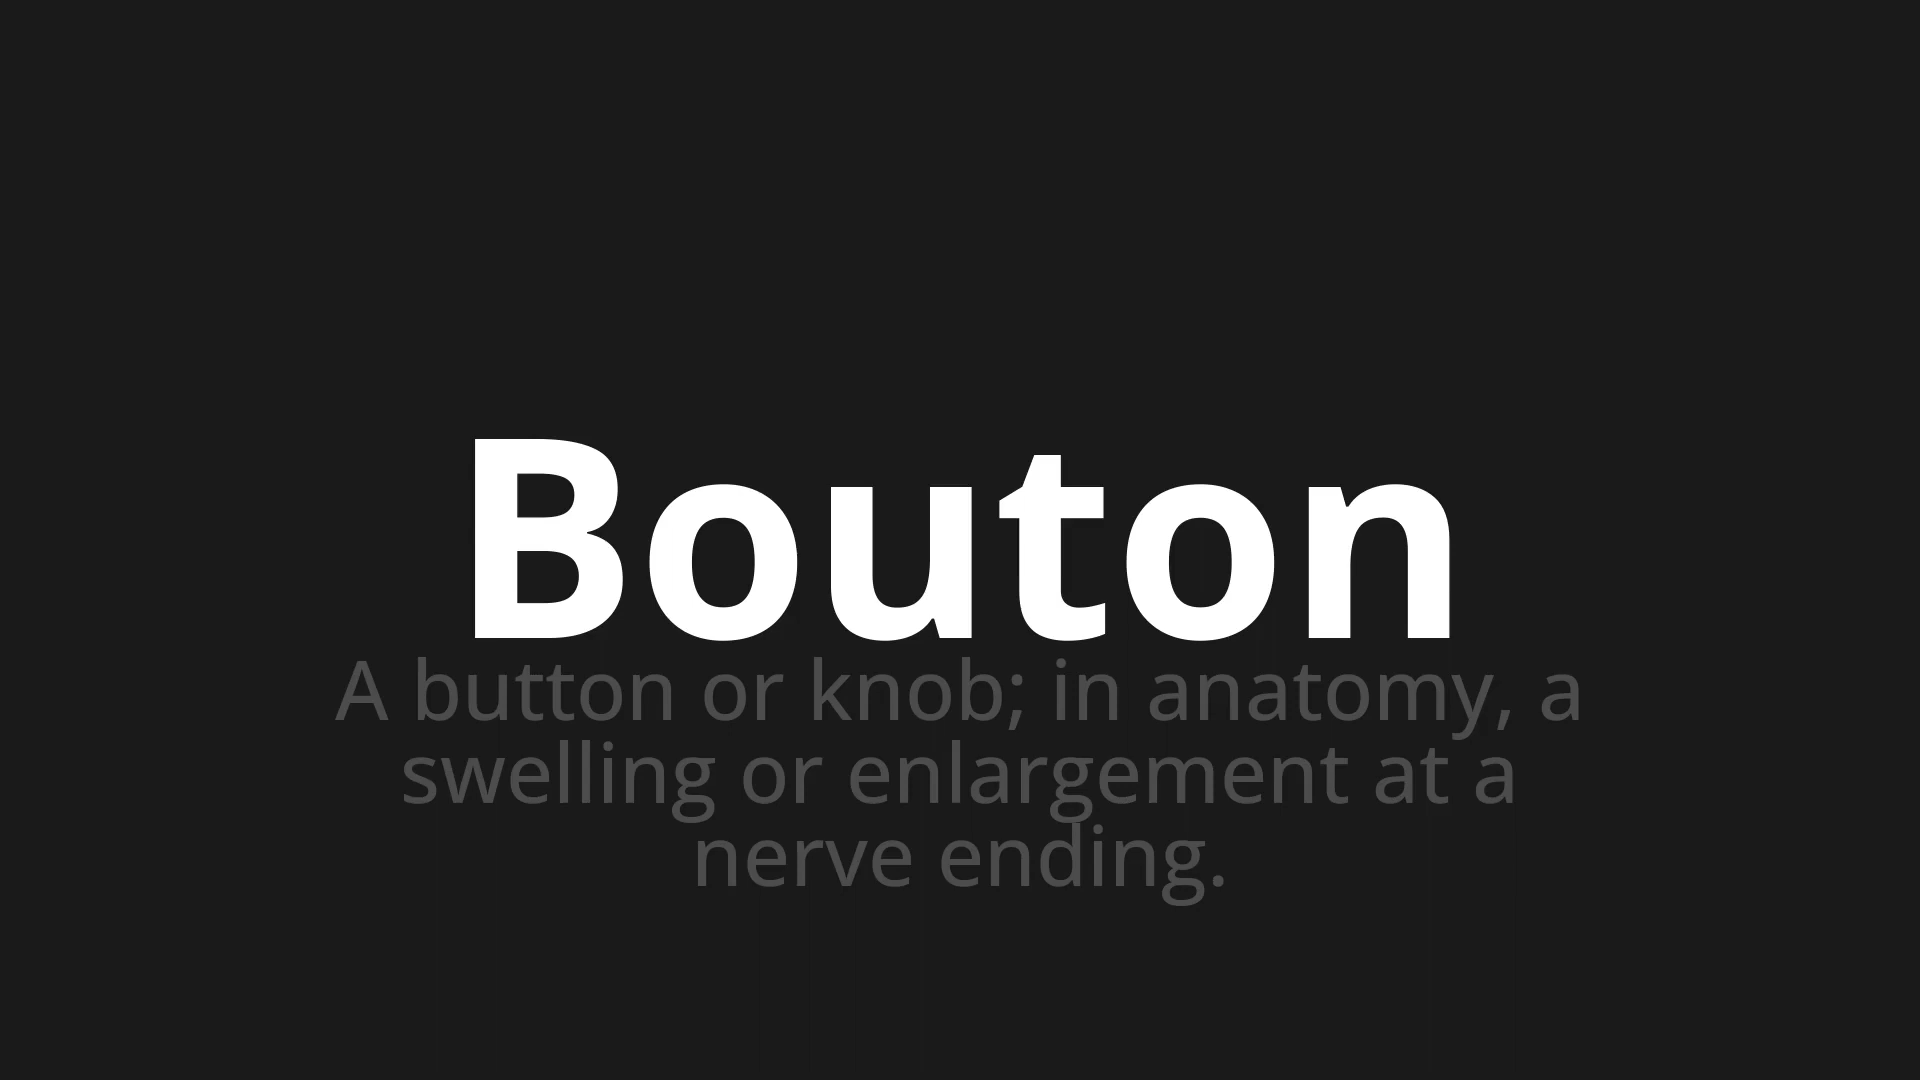 Bouton
A button or knob; in anatomy, a
swelling or enlargement at a
nerve ending.